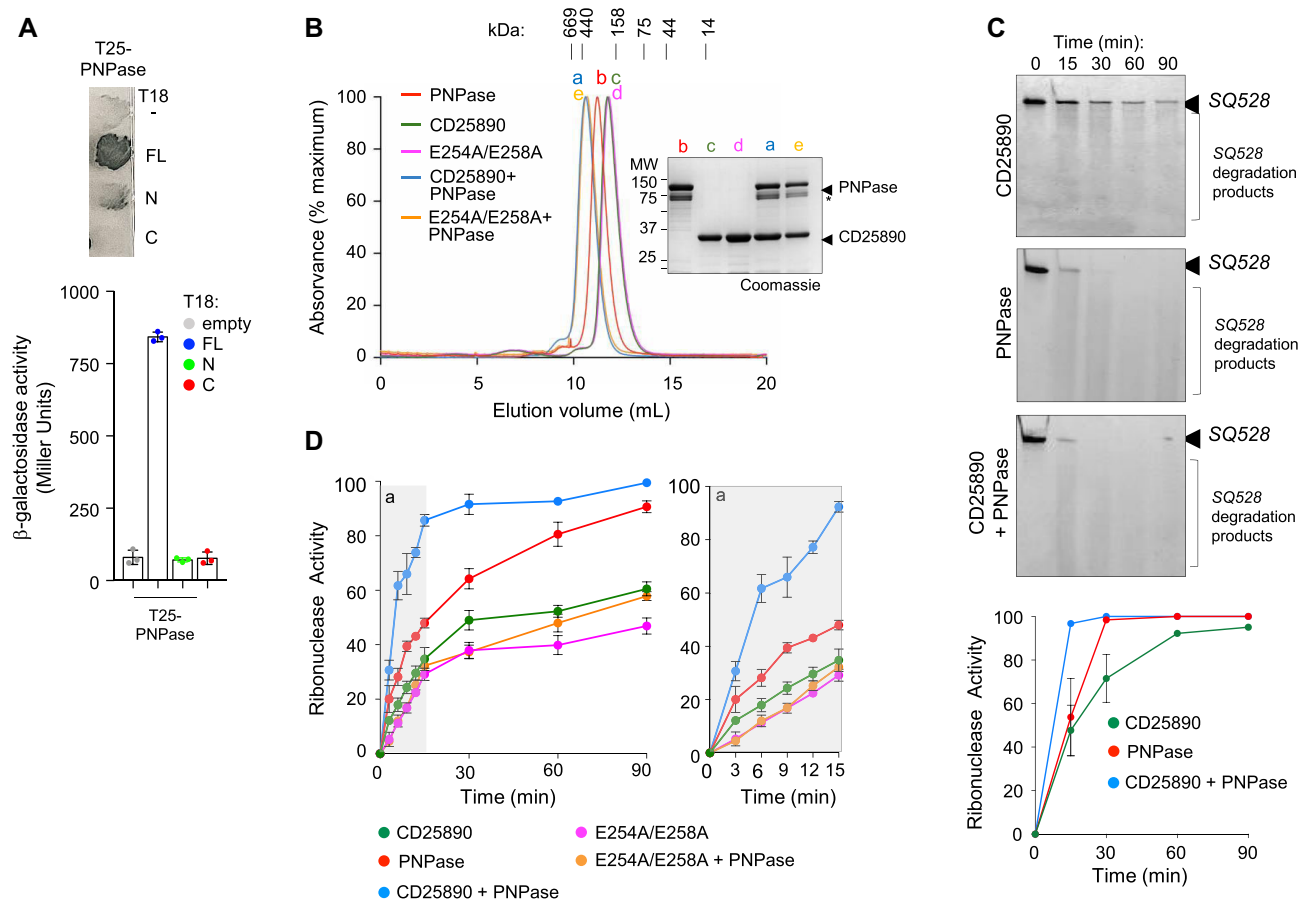 A
T25-
PNPase
T18
-
FL
N
C
1000
750
500
250
0
β-galactosidase activity
(Miller Units)
T18:
empty
FL
N
C
T25-
PNPase
B
kDa:
669
440
158
75
44
14
a
e
b
c
d
PNPase
CD25890
E254A/E258A
CD25890+
PNPase
E254A/E258A+
PNPase
100
80
60
40
20
0
Absorvance (% maximum)
0
5
10
15
20
Elution volume (mL)
b
c
d
a
e
MW
150
75
37
25
PNPase
*
CD25890
Coomassie
C
Time (min):
0
15
30
60
90
CD25890
SQ528
SQ528
degradation
products
PNPase
SQ528
SQ528
degradation
products
CD25890
+ PNPase
SQ528
SQ528
degradation
products
100
80
60
40
20
0
Ribonuclease Activity
CD25890
PNPase
CD25890 + PNPase
0
30
60
90
Time (min)
D
a
100
80
60
40
20
0
Ribonuclease Activity
0
30
60
90
Time (min)
a
100
80
60
40
20
0
0
3
6
9
12
15
Time (min)
CD25890
PNPase
CD25890 + PNPase
E254A/E258A
E254A/E258A + PNPase